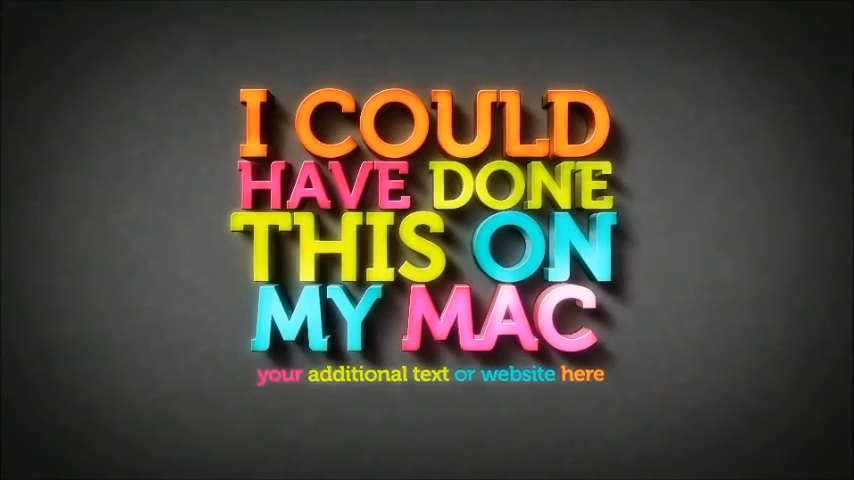 I COULD
HAVE DONE
THIS ON
MY MAC
your additional text or website here